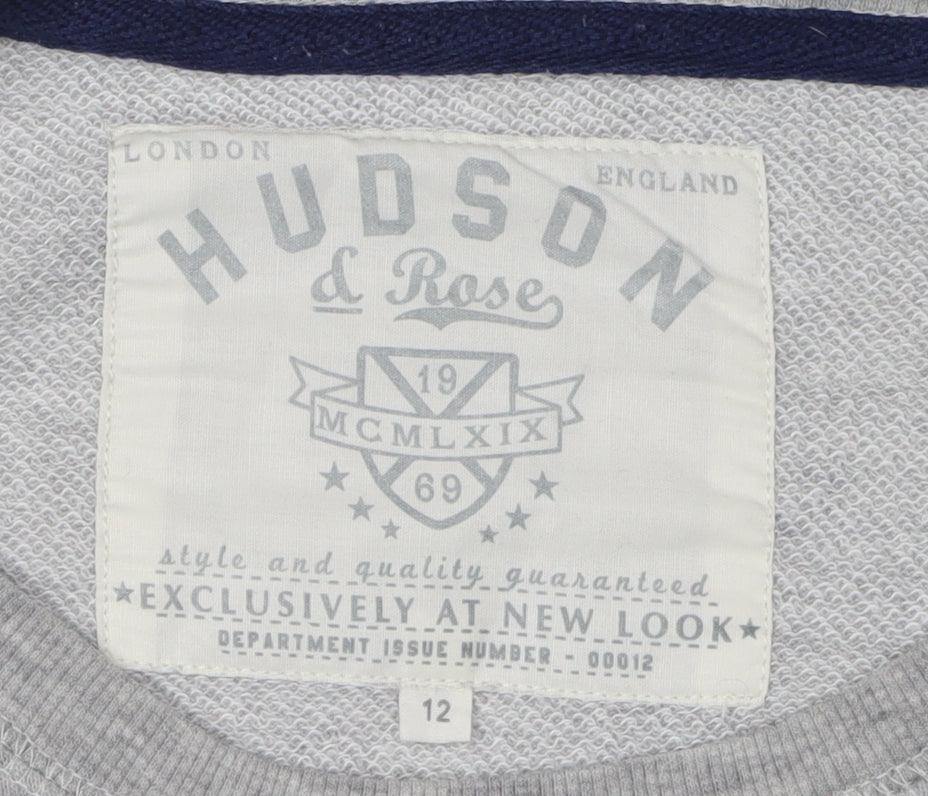 LONDON
ENGLAND
HUDSON
& Rose
19
MCMLXIX
69
style and quality guaranteed
★EXCLUSIVELY AT NEW LOOK★
DEPARTMENT ISSUE NUMBER - 00012
12